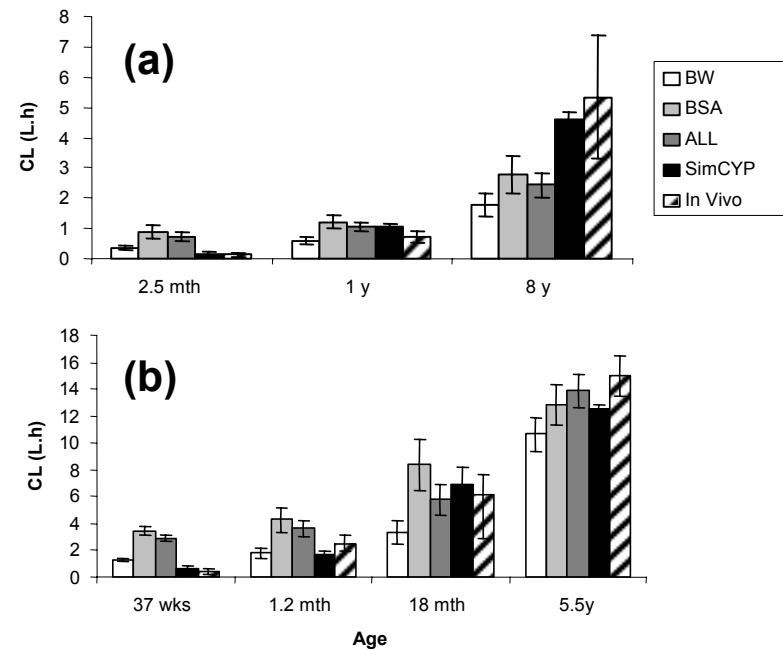 (a)
CL (L.h)
8
7
6
5
4
3
2
1
0
2.5 mth 1 y 8 y
BW
BSA
ALL
SimCYP
In Vivo
(b)
CL (L.h)
18
16
14
12
10
8
6
4
2
0
37 wks 1.2 mth 18 mth 5.5y
Age